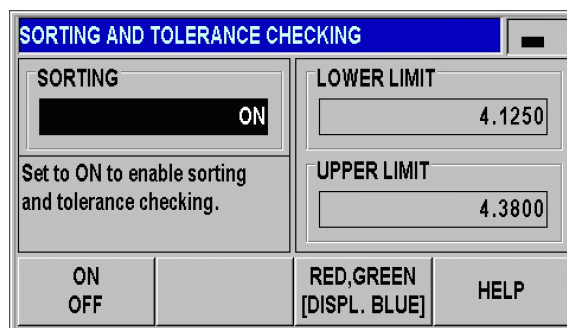 SORTING AND TOLERANCE CHECKING
SORTING
ON
Set to ON to enable sorting
and tolerance checking.
LOWER LIMIT
4.1250
UPPER LIMIT
4.3800
ON
OFF
RED,GREEN
[DISPL. BLUE]
HELP